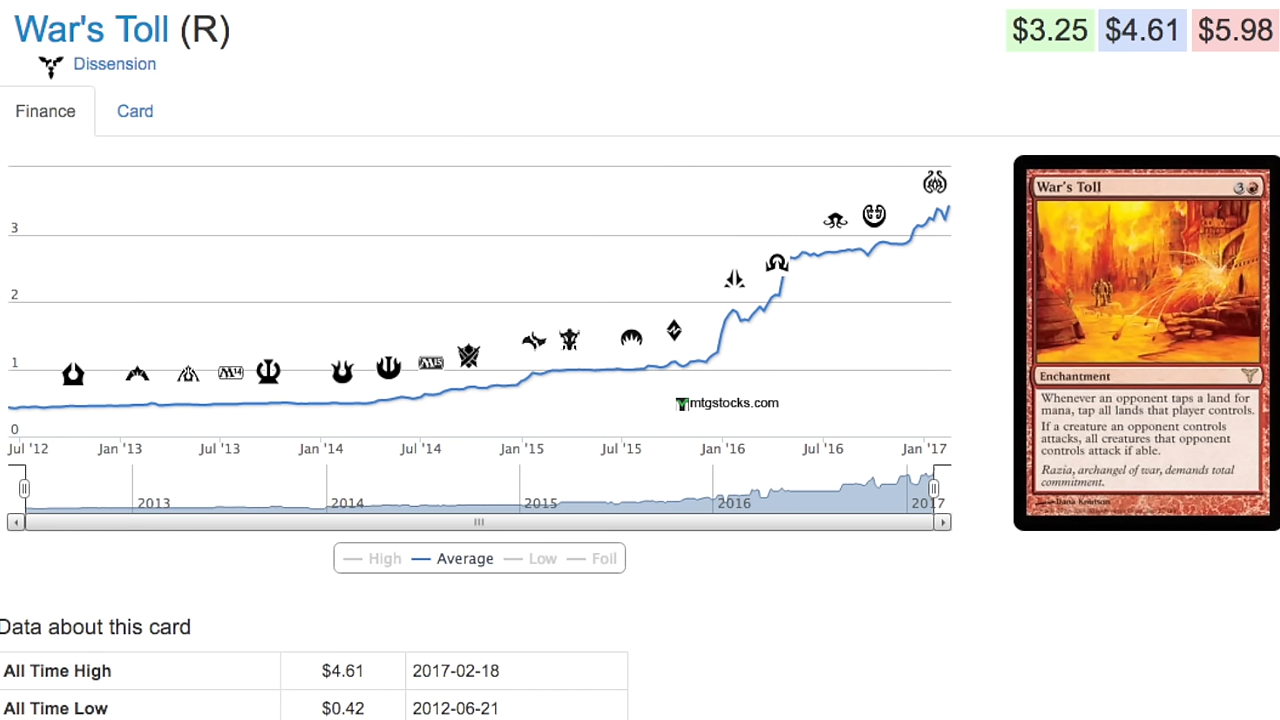 War's Toll (R)
$3.25 $4.61 $5.98
Dissension
Finance Card
3
2
1
0
M14
M15
mtgstocks.com
Jul '12 Jan '13 Jul '13 Jan '14 Jul '14 Jan '15 Jul '15 Jan '16 Jul '16 Jan '17
2013 2014 2015 2016 2017
High Average Low Foil
War's Toll 3
Enchantment
Whenever an opponent taps a land for
mana, tap all lands that player controls.
If a creature an opponent controls
attacks, all creatures that opponent
controls attack if able.
Razia, archangel of war, demands total
commitment.
Data about this card
All Time High $4.61 2017-02-18
All Time Low $0.42 2012-06-21